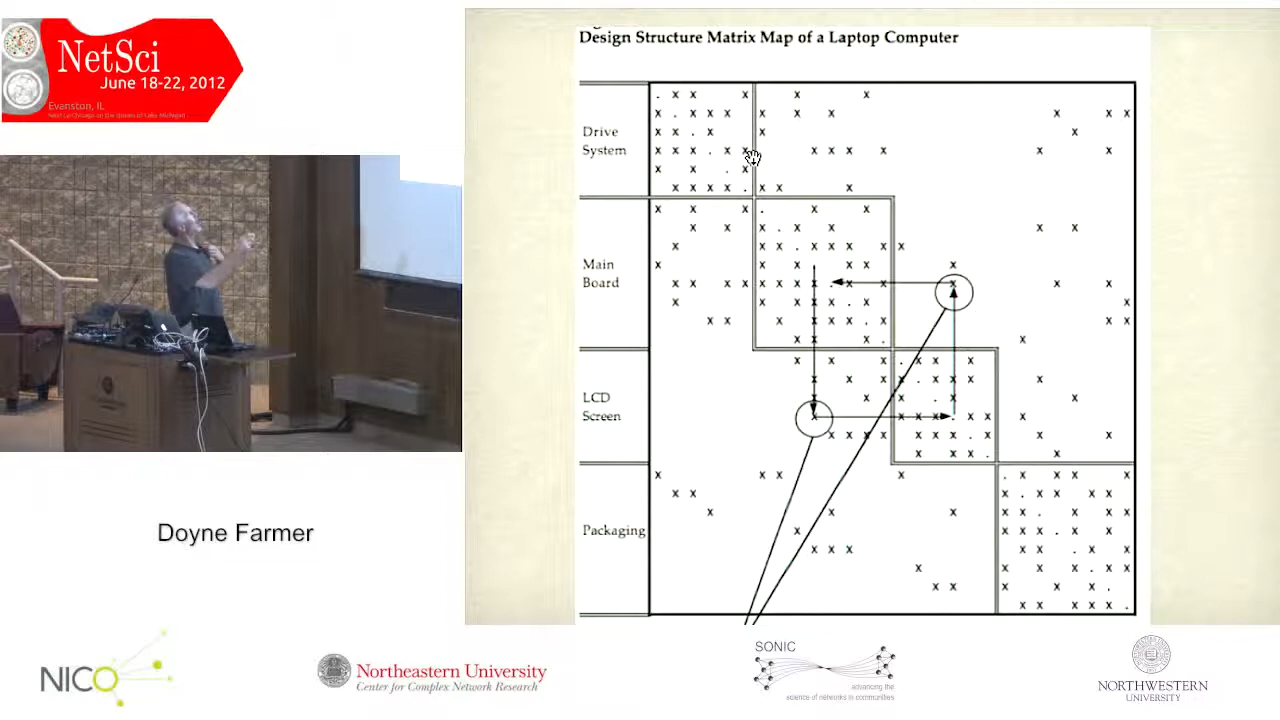 NetSci
June 18-22, 2012
Evanston, IL
Design Structure Matrix Map of a Laptop Computer
Drive
System
Main
Board
LCD
Screen
Packaging
Doyne Farmer
NICO
Northeastern University
Center for Complex Network Research
SONIC
advancing the
science of networks in communities
NORTHWESTERN
UNIVERSITY